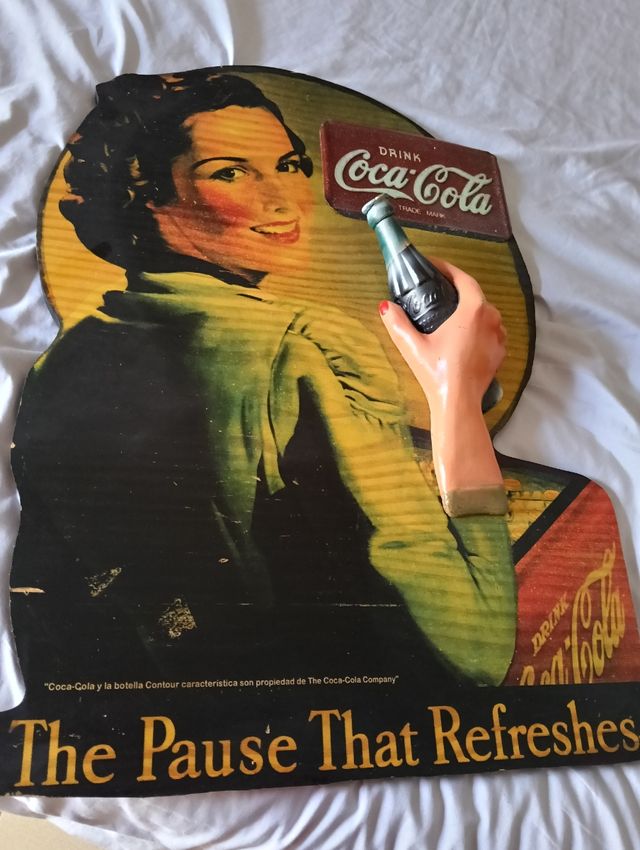 DRINK
Coca-Cola
TRADE MARK
DRINK
Coca-Cola
"Coca-Cola y la botella Contour característica son propiedad de The Coca-Cola Company"
The Pause That Refreshes